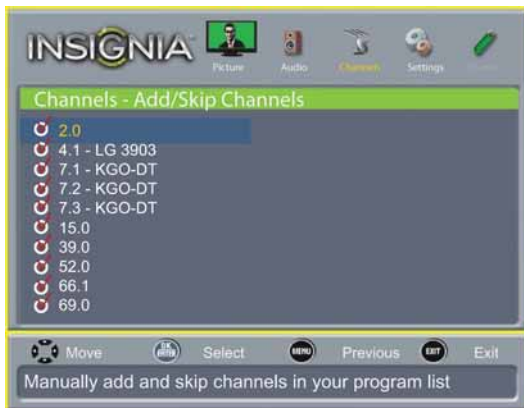 INSIGNIA
Picture
Audio
Channels
Settings
Channels - Add/Skip Channels
2.0
4.1 - LG 3903
7.1 - KGO-DT
7.2 - KGO-DT
7.3 - KGO-DT
15.0
39.0
52.0
66.1
69.0
Move
OK ENTER
Select
MENU
Previous
EXIT
Exit
Manually add and skip channels in your program list